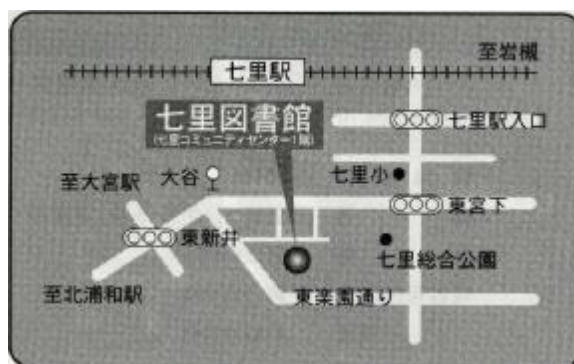 至岩槻
七里駅
七里図書館
(七里コミュニティセンター1階)
七里駅入口
至大宮駅
大谷
七里小
東宮下
東新井
七里総合公園
至北浦和駅
東楽園通り